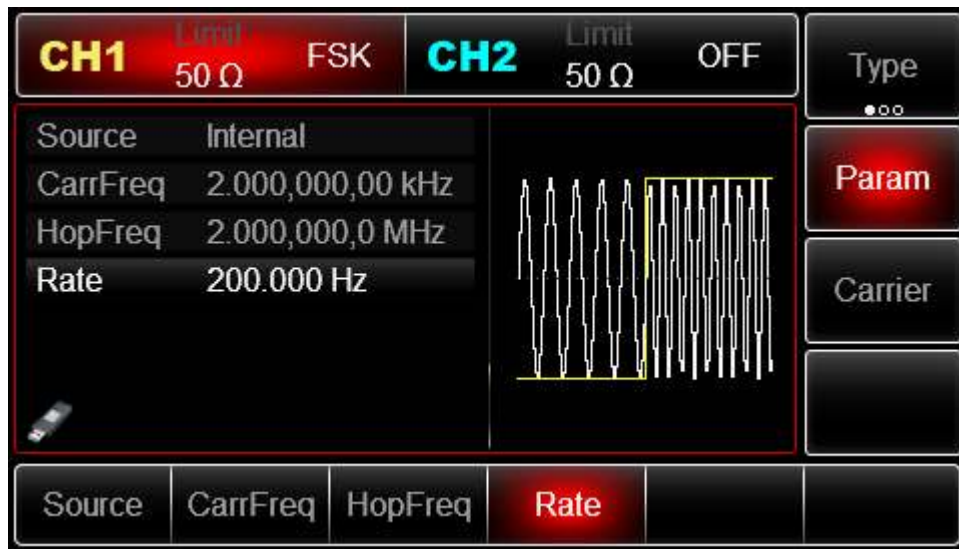 CH1 Limit 50 Ω FSK CH2 Limit 50 Ω OFF
Type
Source Internal
CarrFreq 2.000,000,00 kHz
HopFreq 2.000,000,0 MHz
Rate 200.000 Hz
Param
Carrier
Source CarrFreq HopFreq Rate